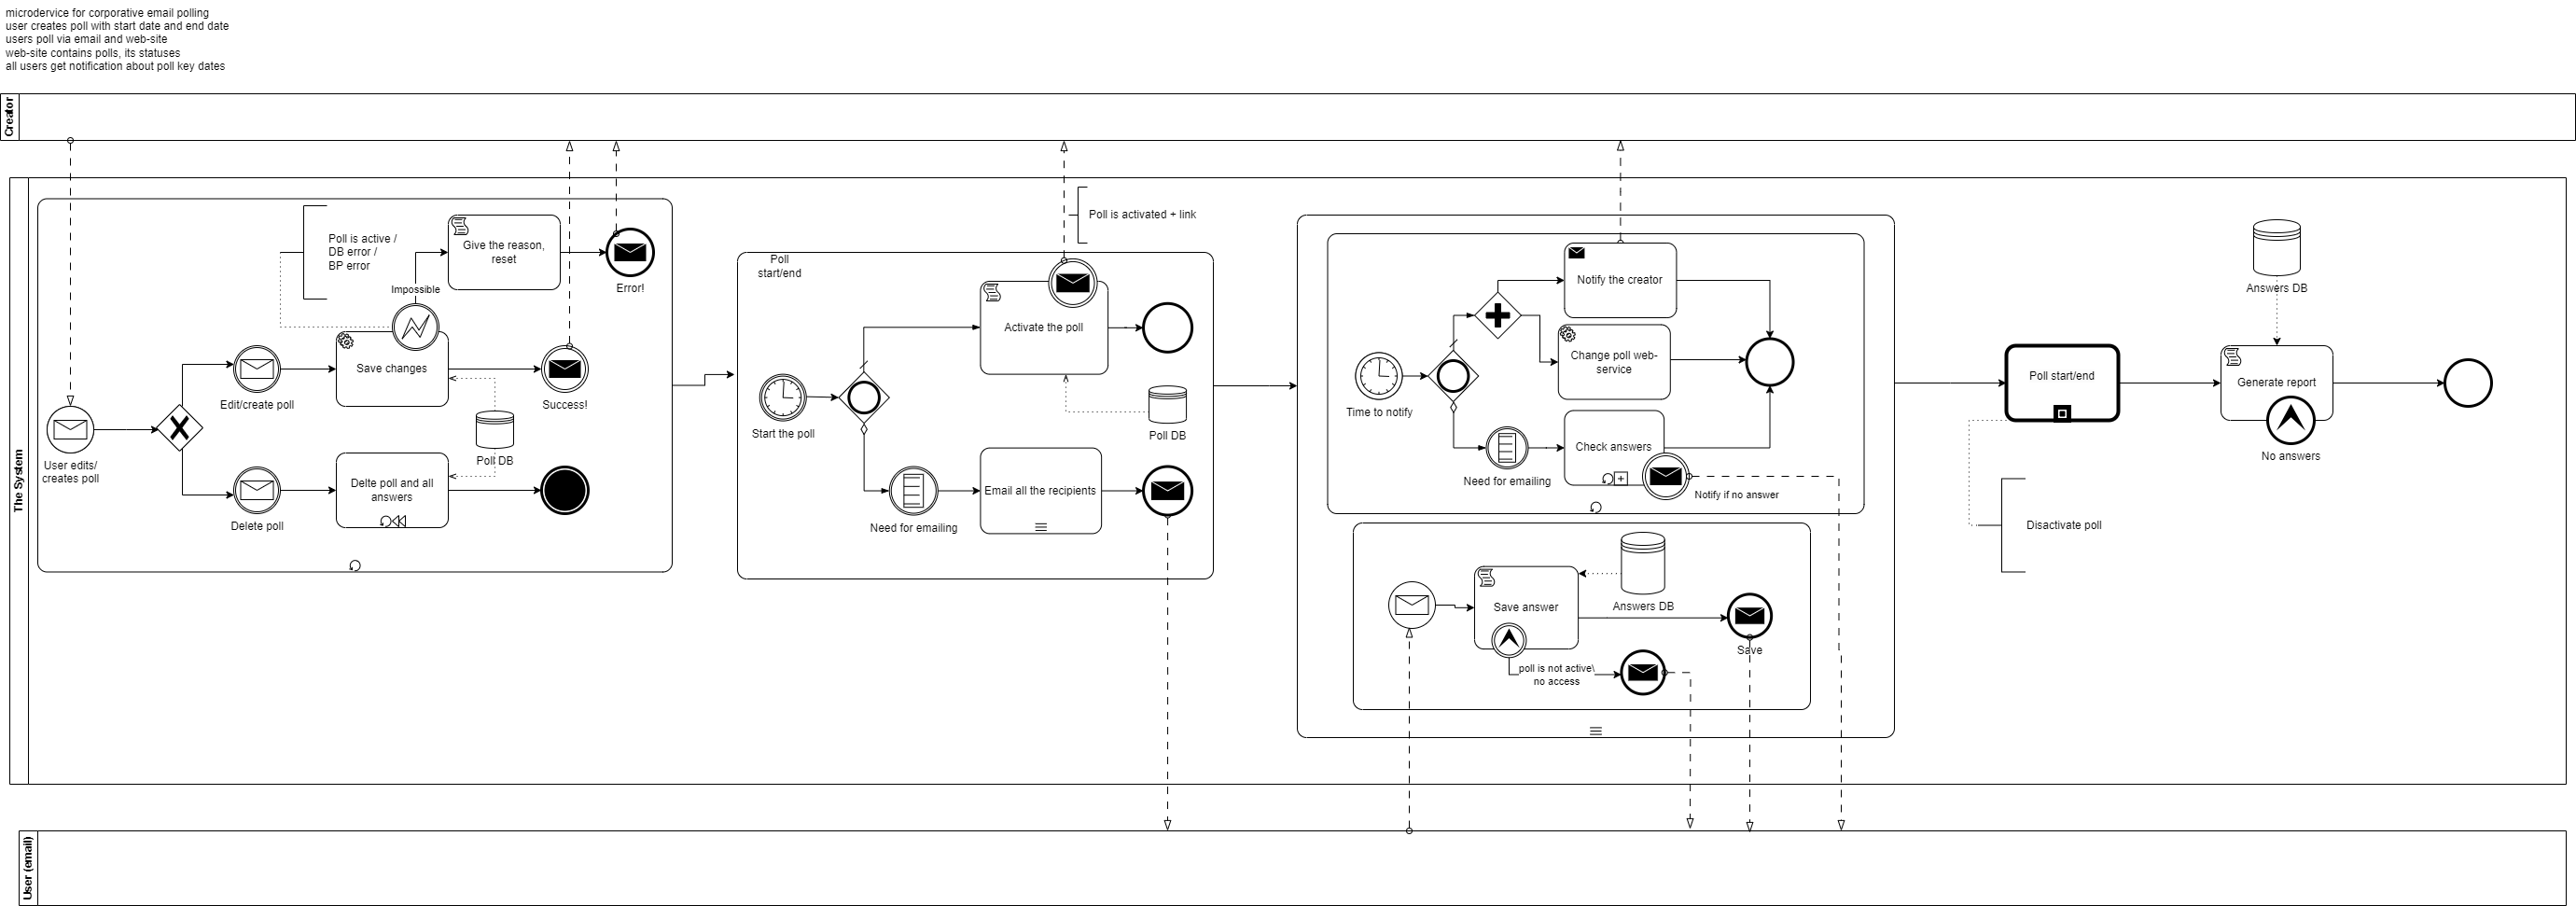 microdervice for corporative email polling
user creates poll with start date and end date
users poll via email and web-site
web-site contains polls, its statuses
all users get notification about poll key dates
Creator
The System
Poll is active /
DB error /
BP error
Give the reason,
reset
Error!
Impossible
Save changes
Edit/create poll
Success!
User edits/
creates poll
Poll DB
Delte poll and all
answers
Delete poll
Poll
start/end
Poll is activated + link
Activate the poll
Start the poll
Poll DB
Need for emailing
Email all the recipients
Notify the creator
Change poll web-
service
Time to notify
Check answers
Need for emailing
Notify if no answer
Save answer
Answers DB
Save
poll is not active\
no access
Poll start/end
Disactivate poll
Answers DB
Generate report
No answers
User (email)